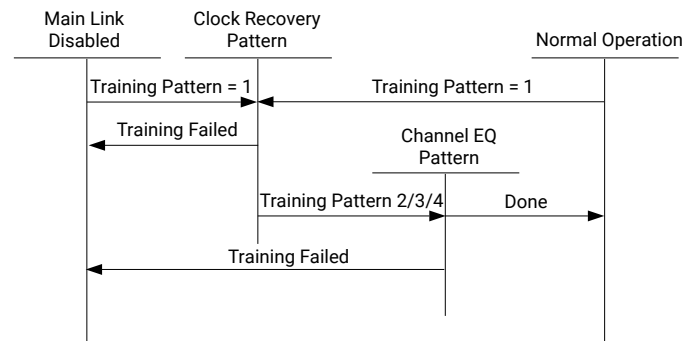 Main Link
Disabled
Clock Recovery
Pattern
Normal Operation
Training Pattern = 1
Training Pattern = 1
Training Failed
Channel EQ
Pattern
Training Pattern 2/3/4
Done
Training Failed